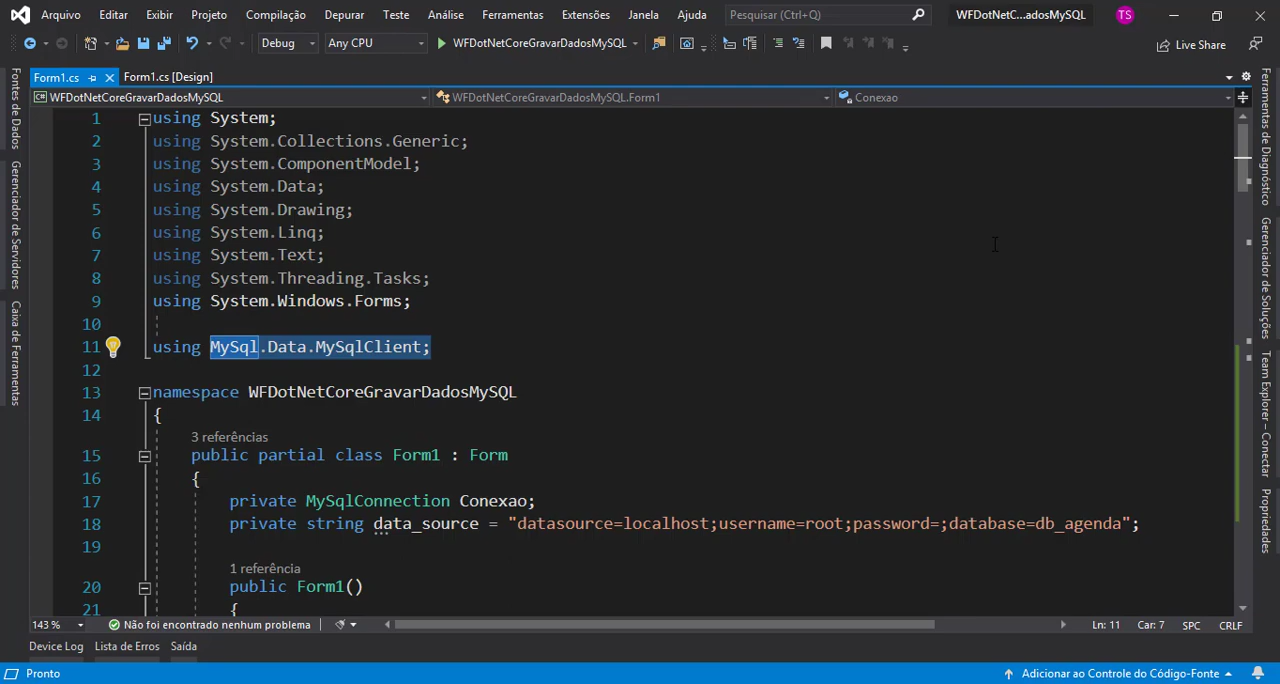 Arquivo Editar Exibir Projeto Compilação Depurar Teste Análise Ferramentas Extensões Janela Ajuda Pesquisar (Ctrl+Q) WFDotNetC...adosMySQL TS
Debug Any CPU WFDotNetCoreGravarDadosMySQL Live Share
Form1.cs Form1.cs [Design]
WFDotNetCoreGravarDadosMySQL WFDotNetCoreGravarDadosMySQL.Form1 Conexao
1 using System;
2 using System.Collections.Generic;
3 using System.ComponentModel;
4 using System.Data;
5 using System.Drawing;
6 using System.Linq;
7 using System.Text;
8 using System.Threading.Tasks;
9 using System.Windows.Forms;
10
11 using MySql.Data.MySqlClient;
12
13 namespace WFDotNetCoreGravarDadosMySQL
14 {
3 referências
15 public partial class Form1 : Form
16 {
17 private MySqlConnection Conexao;
18 private string data_source = "datasource=localhost;username=root;password=;database=db_agenda";
19
1 referência
20 public Form1()
21 {
Fontes de Dados
Gerenciador de Servidores
Caixa de Ferramentas
Ferramentas de Diagnóstico
Gerenciador de Soluções
Team Explorer – Conectar
Propriedades
143 % Não foi encontrado nenhum problema Ln: 11 Car: 7 SPC CRLF
Device Log Lista de Erros Saída
Pronto Adicionar ao Controle do Código-Fonte